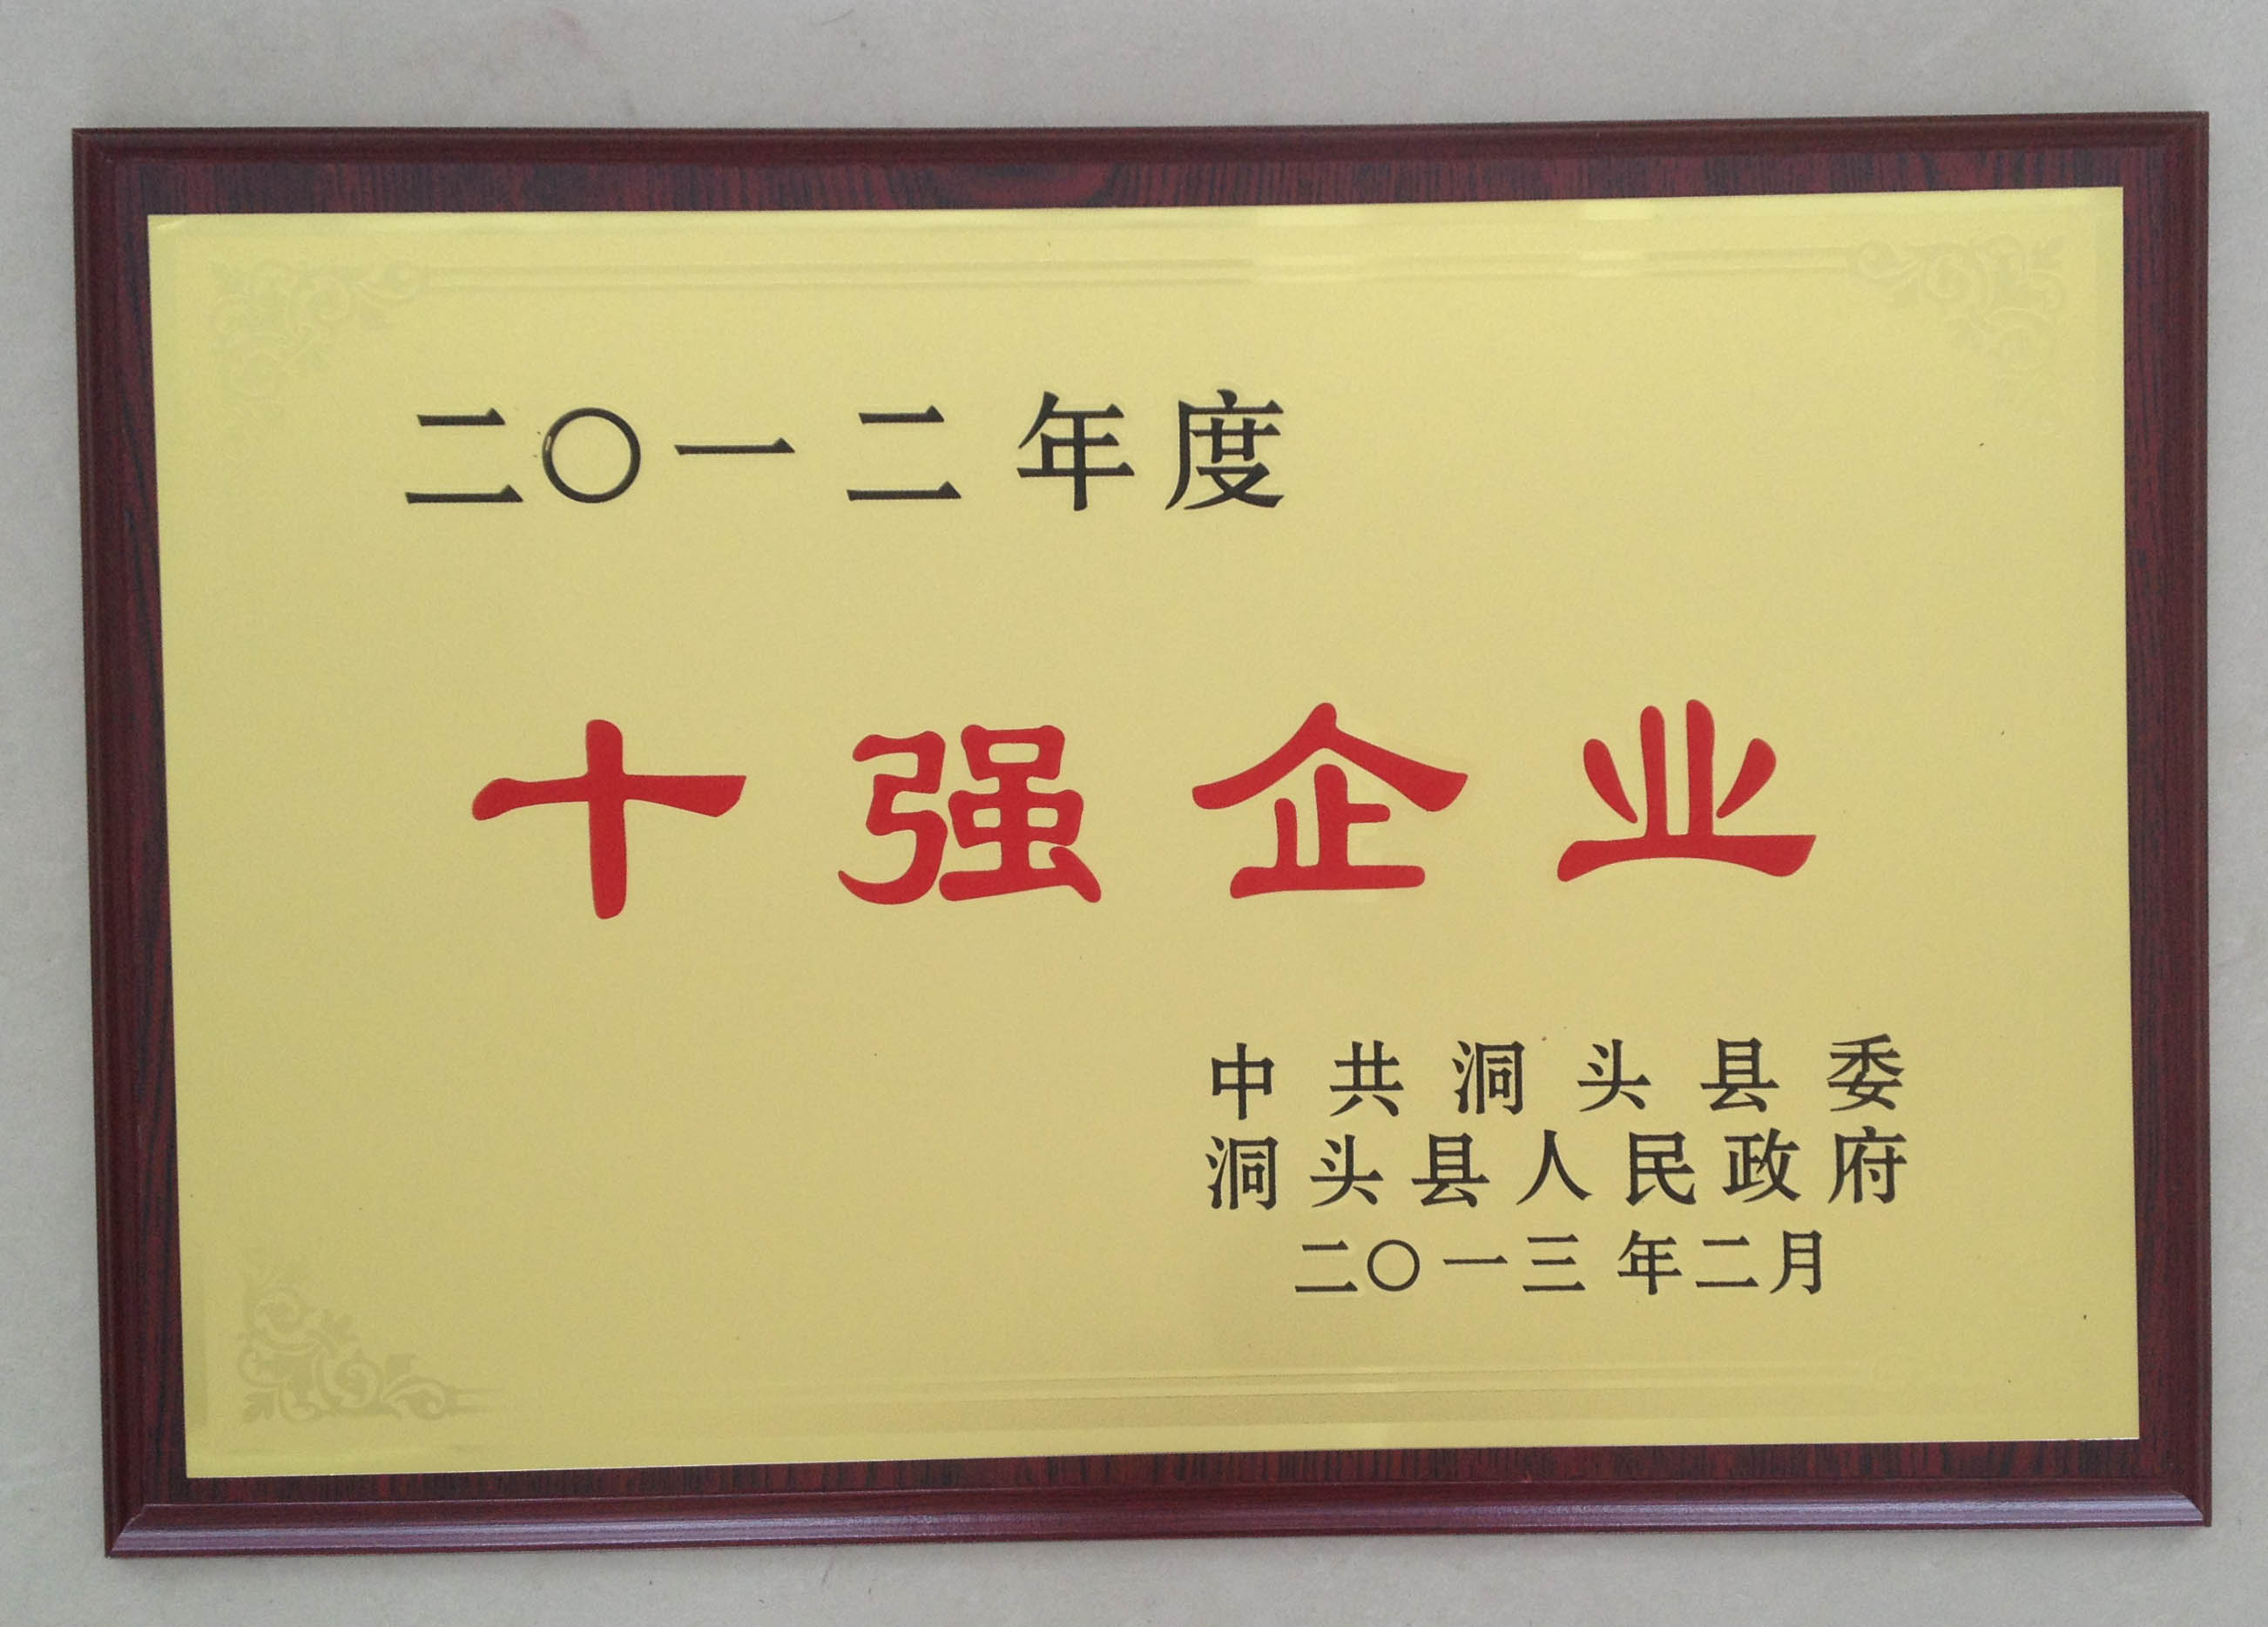 二〇一二年度
十强企业
中共洞头县委
洞头县人民政府
二〇一三年二月